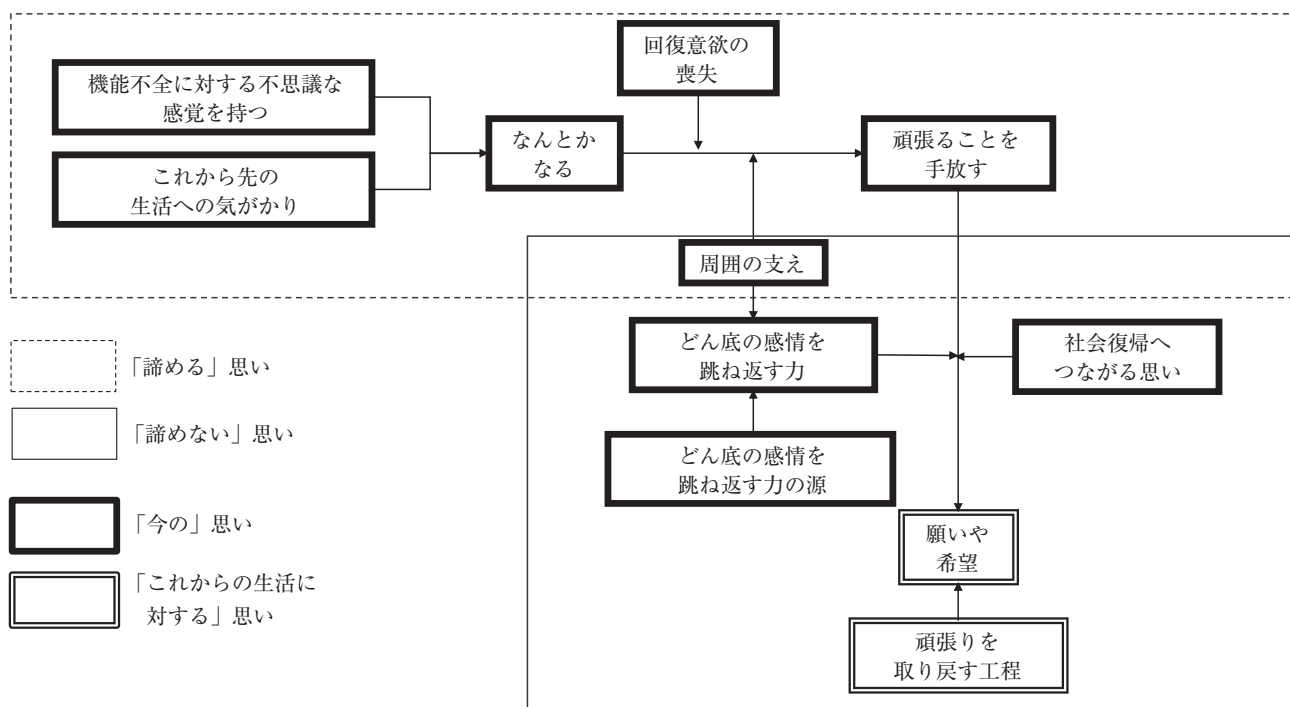 回復意欲の
喪失
機能不全に対する不思議な
感覚を持つ
なんとか
なる
頑張ることを
手放す
これから先の
生活への気がかり
周囲の支え
どん底の感情を
跳ね返す力
社会復帰へ
つながる思い
「諦める」思い
「諦めない」思い
どん底の感情を
跳ね返す力の源
「今の」思い
願いや
希望
「これからの生活に
対する」思い
頑張りを
取り戻す工程